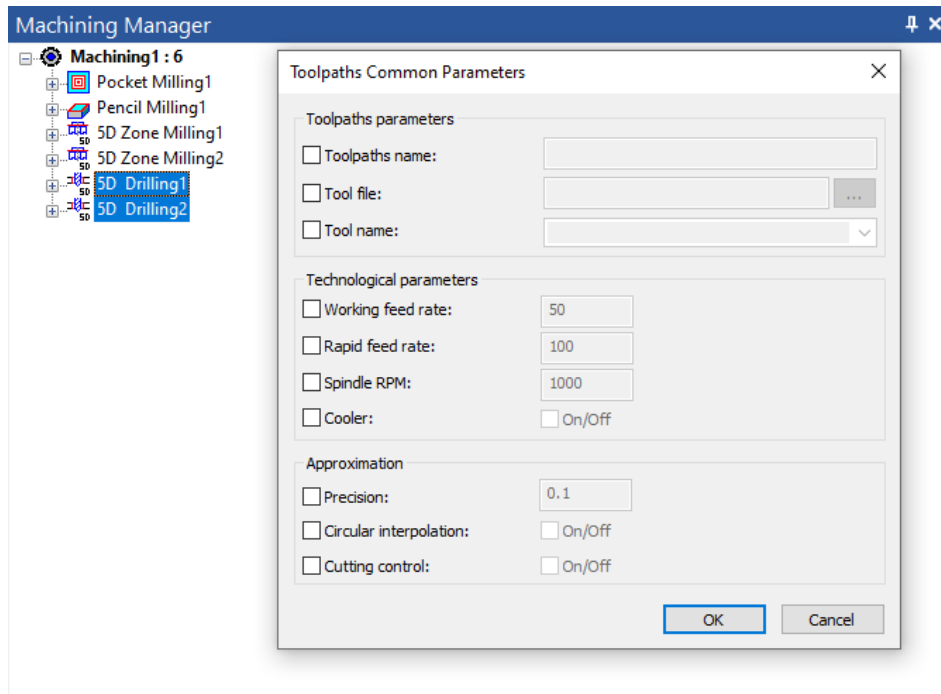 Machining Manager
Machining1 : 6
Pocket Milling1
Pencil Milling1
5D Zone Milling1
5D Zone Milling2
5D Drilling1
5D Drilling2
Toolpaths Common Parameters
Toolpaths parameters
Toolpaths name:
Tool file:
...
Tool name:
Technological parameters
Working feed rate: 50
Rapid feed rate: 100
Spindle RPM: 1000
Cooler: On/Off
Approximation
Precision: 0.1
Circular interpolation: On/Off
Cutting control: On/Off
OK Cancel